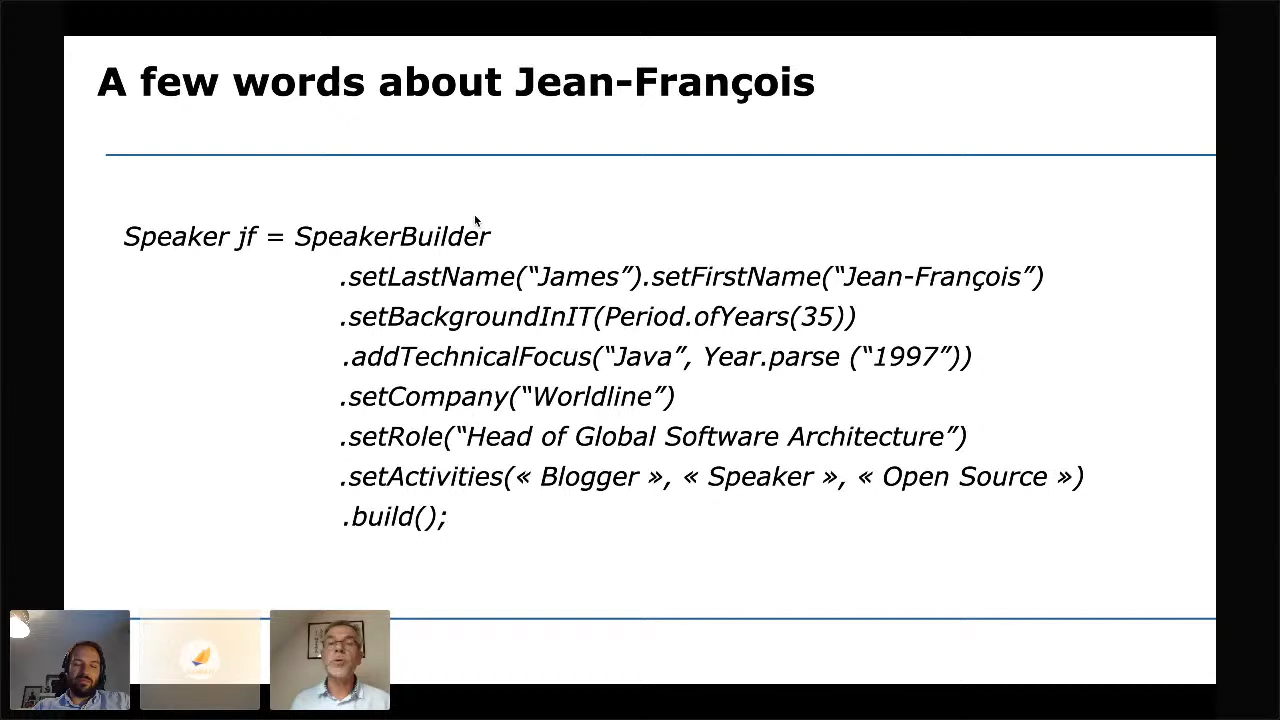 A few words about Jean-François
Speaker jf = SpeakerBuilder
.setLastName(“James”).setFirstName(“Jean-François”)
.setBackgroundInIT(Period.ofYears(35))
.addTechnicalFocus(“Java”, Year.parse (“1997”))
.setCompany(“Worldline”)
.setRole(“Head of Global Software Architecture”)
.setActivities(« Blogger », « Speaker », « Open Source »)
.build();